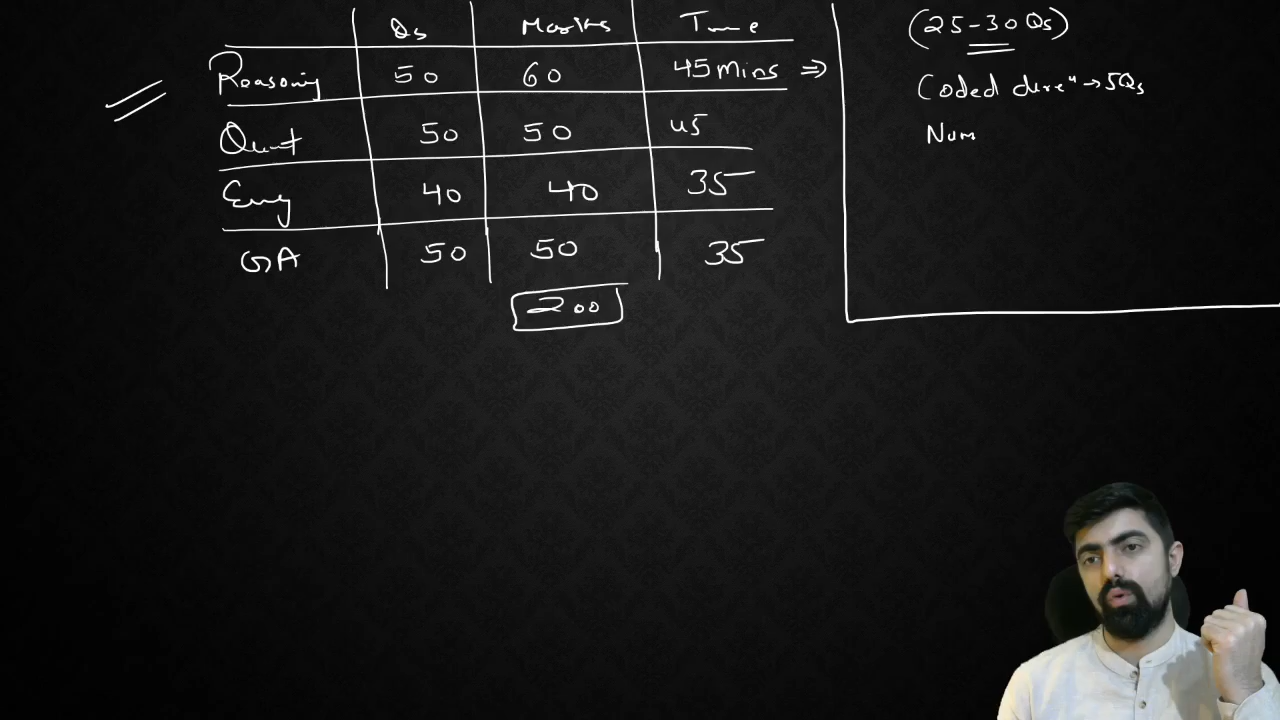 Qs Marks Time
Reasoning 50 60 45 Mins ⇒
Quant 50 50 45
Eng 40 40 35
GA 50 50 35
200
(25-30 Qs)
Coded diren → 5Qs
Num